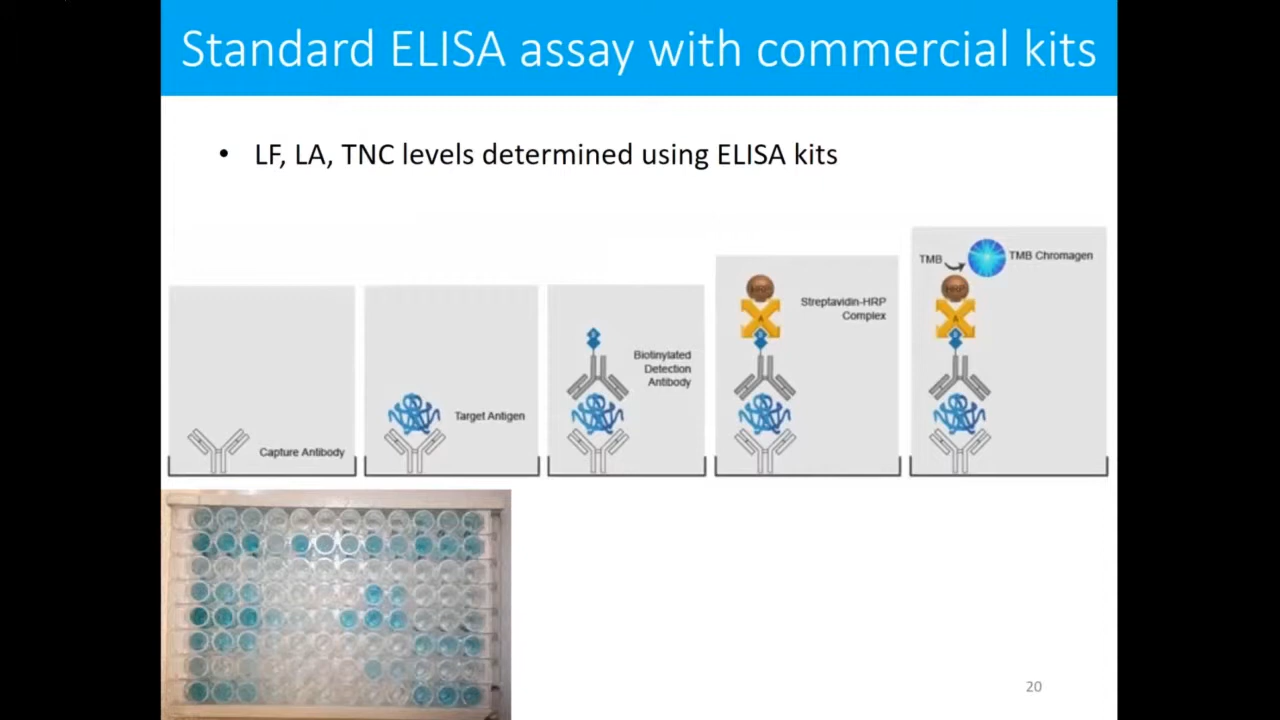 Standard ELISA assay with commercial kits
• LF, LA, TNC levels determined using ELISA kits
Capture Antibody
Target Antigen
B
Biotinylated
Detection
Antibody
HRP
A
B
Streptavidin-HRP
Complex
TMB
TMB Chromagen
HRP
A
B
20